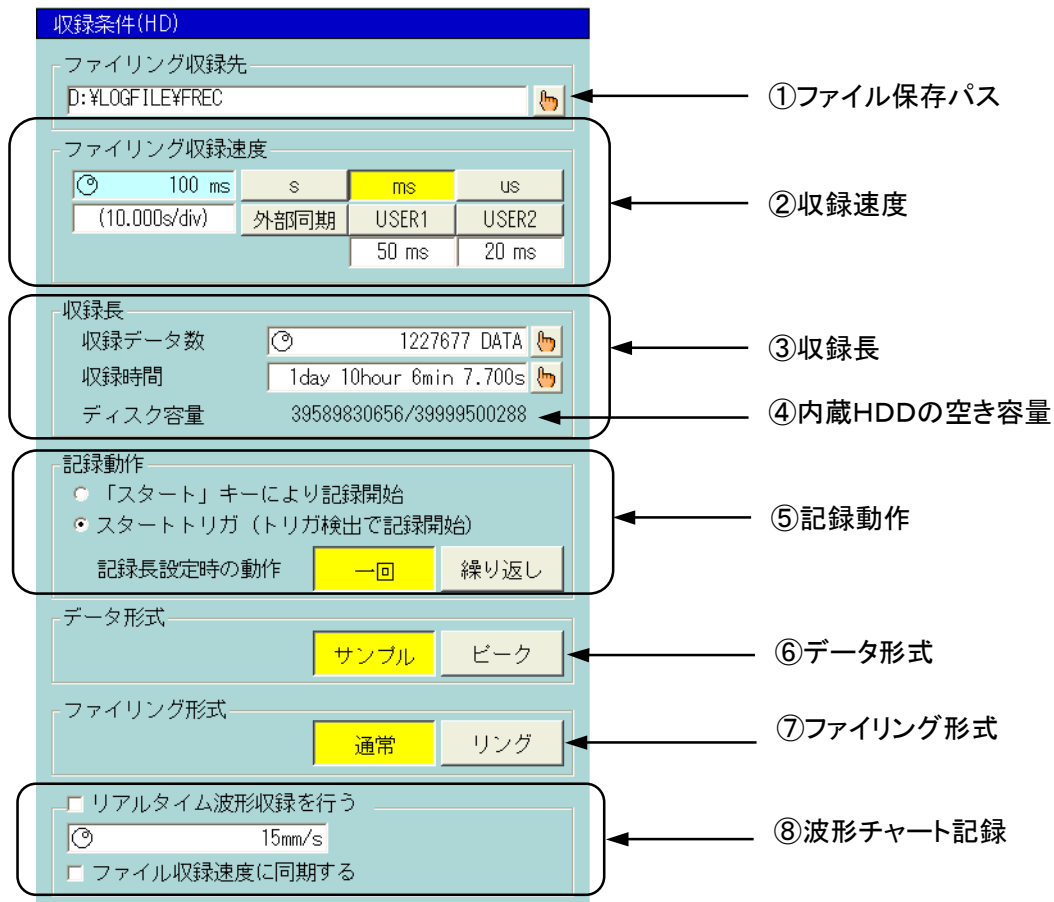 収録条件(HD)
ファイリング収録先
D:¥LOGFILE¥FREC
①ファイル保存パス
ファイリング収録速度
100 ms s ms us
(10.000s/div) 外部同期 USER1 USER2
50 ms 20 ms
②収録速度
収録長
収録データ数 1227677 DATA
収録時間 1day 10hour 6min 7.700s
ディスク容量 39589830656/39999500288
③収録長
④内蔵HDDの空き容量
記録動作
「スタート」キーにより記録開始
スタートトリガ (トリガ検出で記録開始)
記録長設定時の動作 一回 繰り返し
⑤記録動作
データ形式
サンプル ピーク
⑥データ形式
ファイリング形式
通常 リング
⑦ファイリング形式
リアルタイム波形収録を行う
15mm/s
ファイル収録速度に同期する
⑧波形チャート記録